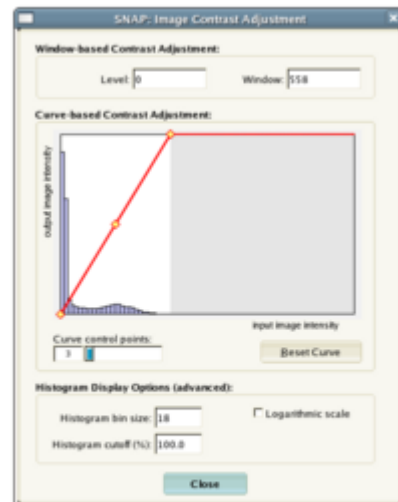 SNAP: Image Contrast Adjustment
Window-based Contrast Adjustment:
Level: 0 Window: 558
Curve-based Contrast Adjustment:
output image intensity
input image intensity
Curve control points:
3
Reset Curve
Histogram Display Options (advanced):
Histogram bin size: 18 Logarithmic scale
Histogram cutoff (%): 100.0
Close